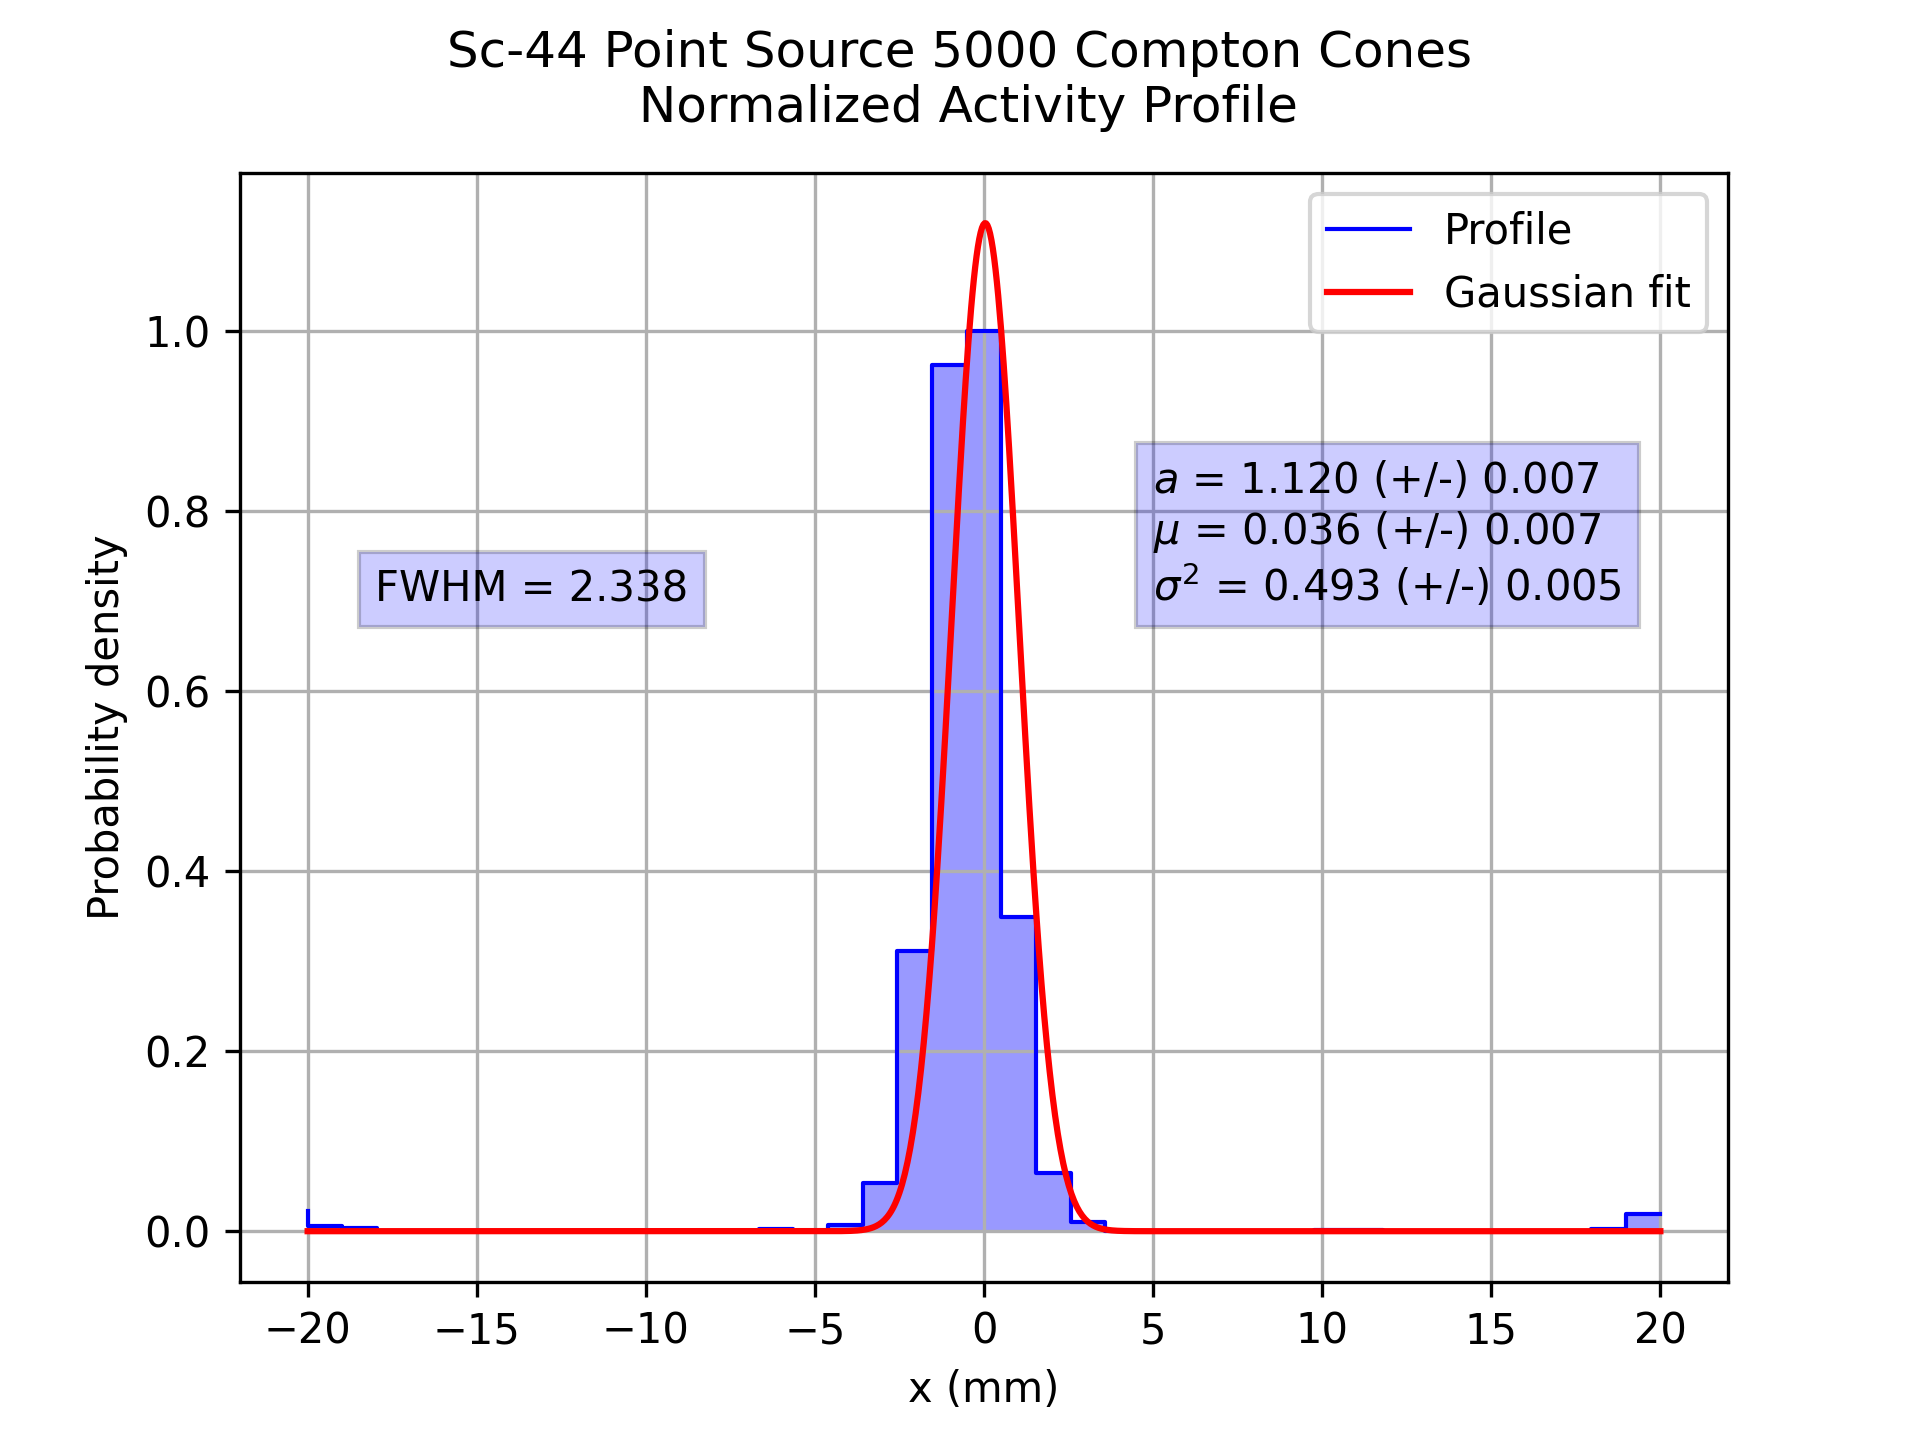 Sc-44 Point Source 5000 Compton Cones
Normalized Activity Profile
Profile
Gaussian fit
a = 1.120 (+/-) 0.007
μ = 0.036 (+/-) 0.007
σ² = 0.493 (+/-) 0.005
FWHM = 2.338
Probability density
1.0
0.8
0.6
0.4
0.2
0.0
−20 −15 −10 −5 0 5 10 15 20
x (mm)